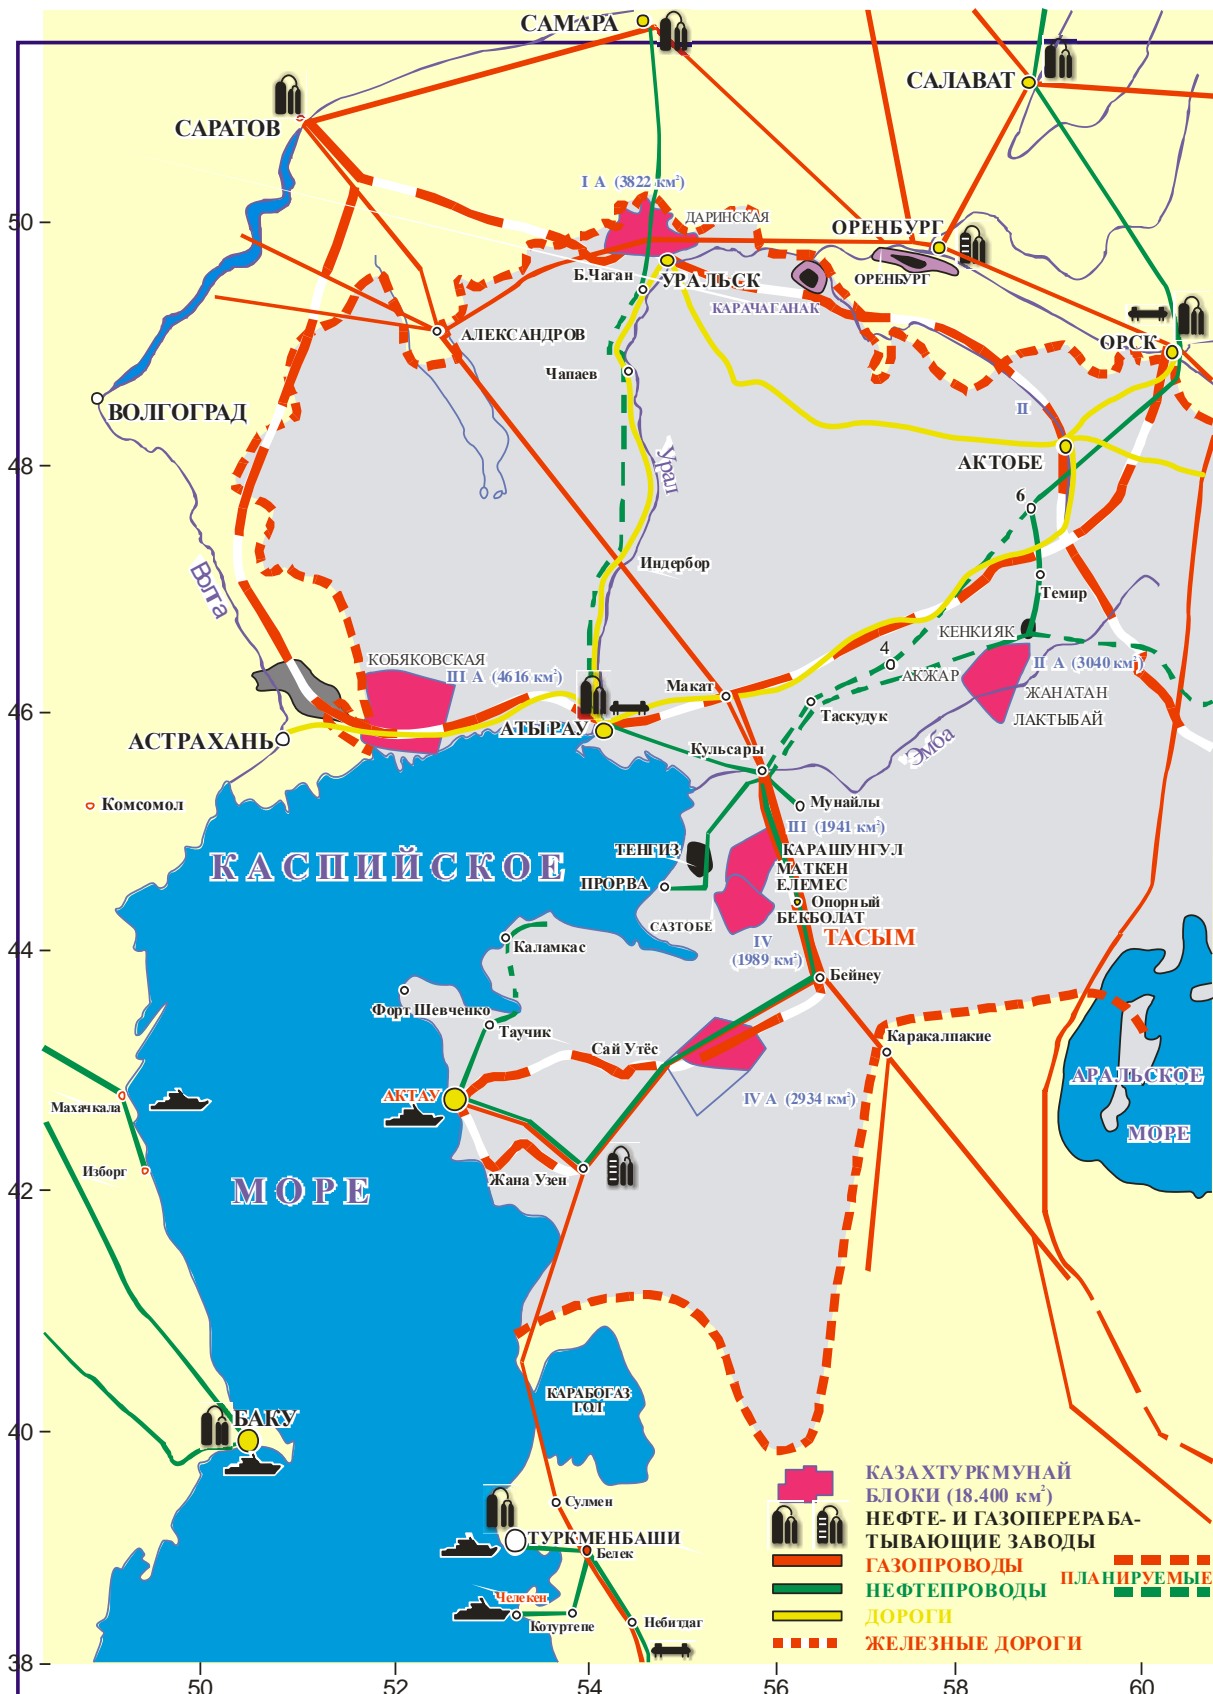 САМАРА
САЛАВАТ
САРАТОВ
I А (3822 км²)
ДАРИНСКАЯ
50
ОРЕНБУРГ
Б.Чаган
УРАЛЬСК
ОРЕНБУРГ
КАРАЧАГАНАК
АЛЕКСАНДРОВ
ОРСК
Чапаев
ВОЛГОГРАД
II
АКТОБЕ
48
Урал
6
Индербор
Волга
Темир
КЕНКИЯК
4
КОБЯКОВСКАЯ
III А (4616 км²)
II А (3040 км²)
АКЖАР
Макат
ЖАНАТАН
46
Таскудук
ЛАКТЫБАЙ
АТЫРАУ
АСТРАХАНЬ
Кульсары
Эмба
Комсомол
Мунайлы
III (1941 км²)
КАСПИЙСКОЕ
ТЕНГИЗ
КАРАШУНГУЛ
МАТКЕН
ПРОРВА
ЕЛЕМЕС
Опорный
САЗТОБЕ
БЕКБОЛАТ
ТАСЫМ
IV
(1989 км²)
44
Каламкас
Бейнеу
Форт Шевченко
Таучик
Каракалпакие
Сай Утёс
АРАЛЬСКОЕ
АКТАУ
IV А (2934 км²)
Махачкала
МОРЕ
Изборг
Жана Узен
42
МОРЕ
КАРАБОГАЗ
ГОЛ
БАКУ
40
КАЗАХТУРКМУНАЙ
БЛОКИ (18.400 км²)
Сулмен
НЕФТЕ- И ГАЗОПЕРЕРАБА-
ТЫВАЮЩИЕ ЗАВОДЫ
ТУРКМЕНБАШИ
Белек
ГАЗОПРОВОДЫ
ПЛАНИРУЕМЫЕ
НЕФТЕПРОВОДЫ
Челекен
ДОРОГИ
Котуртепе
Небитдаг
ЖЕЛЕЗНЫЕ ДОРОГИ
38
50 52 54 56 58 60